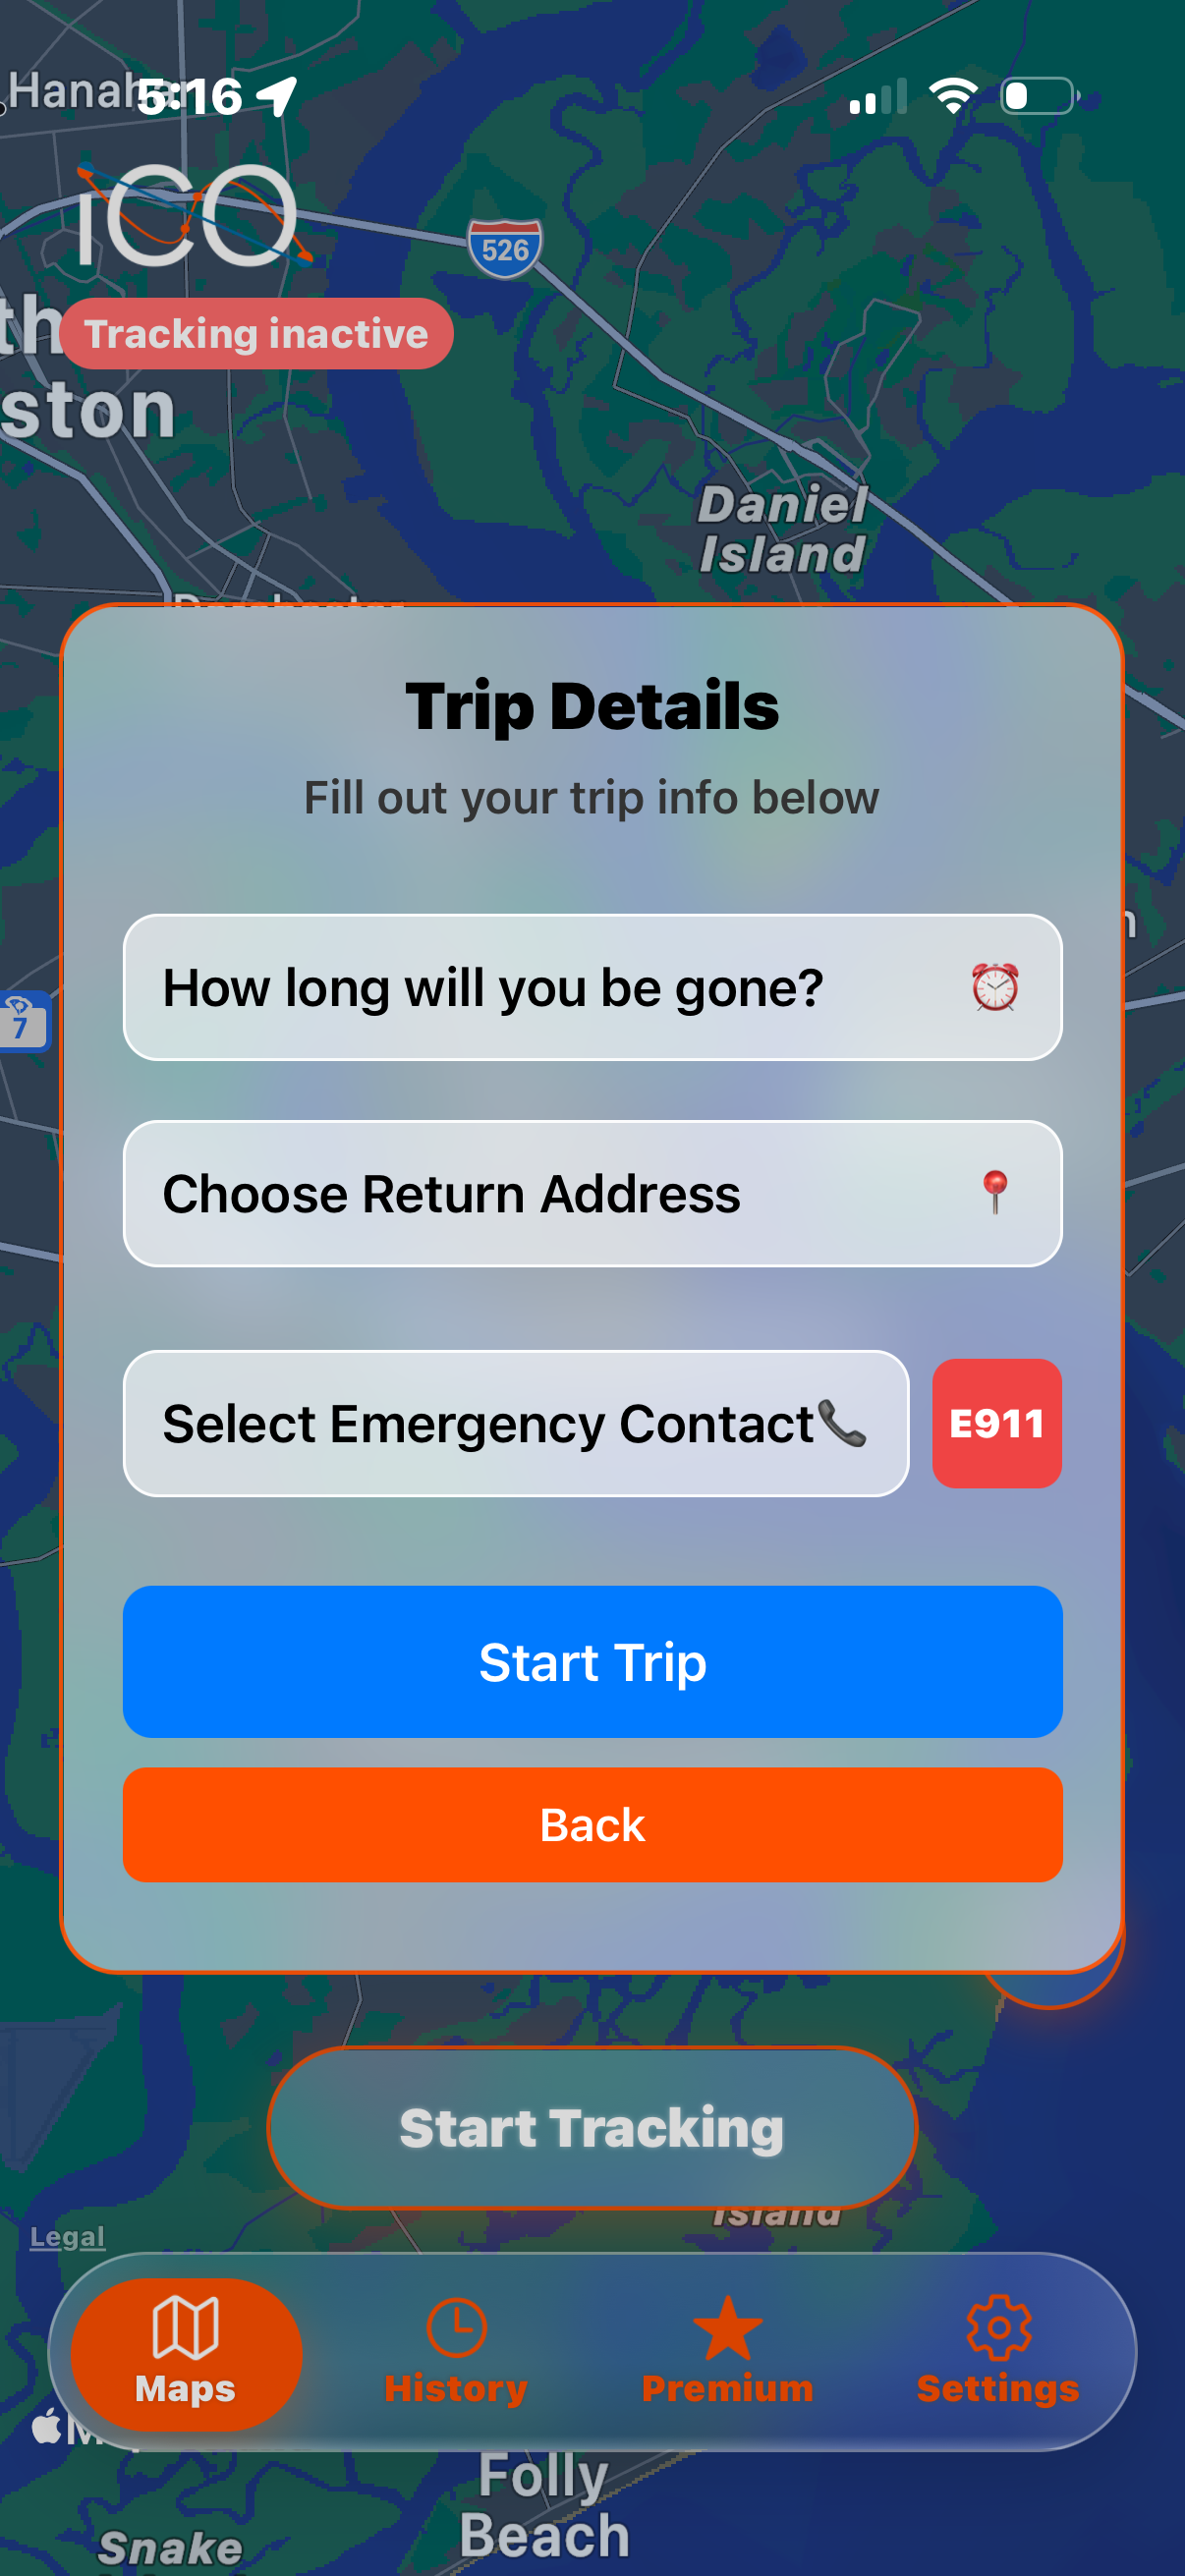 5:16
iCO
526
Tracking inactive
ston
Daniel
Island
Trip Details
Fill out your trip info below
How long will you be gone?
7
Choose Return Address
Select Emergency Contact
E911
Start Trip
Back
Start Tracking
Island
Legal
Maps
History
Premium
Settings
Folly
Beach
Snake